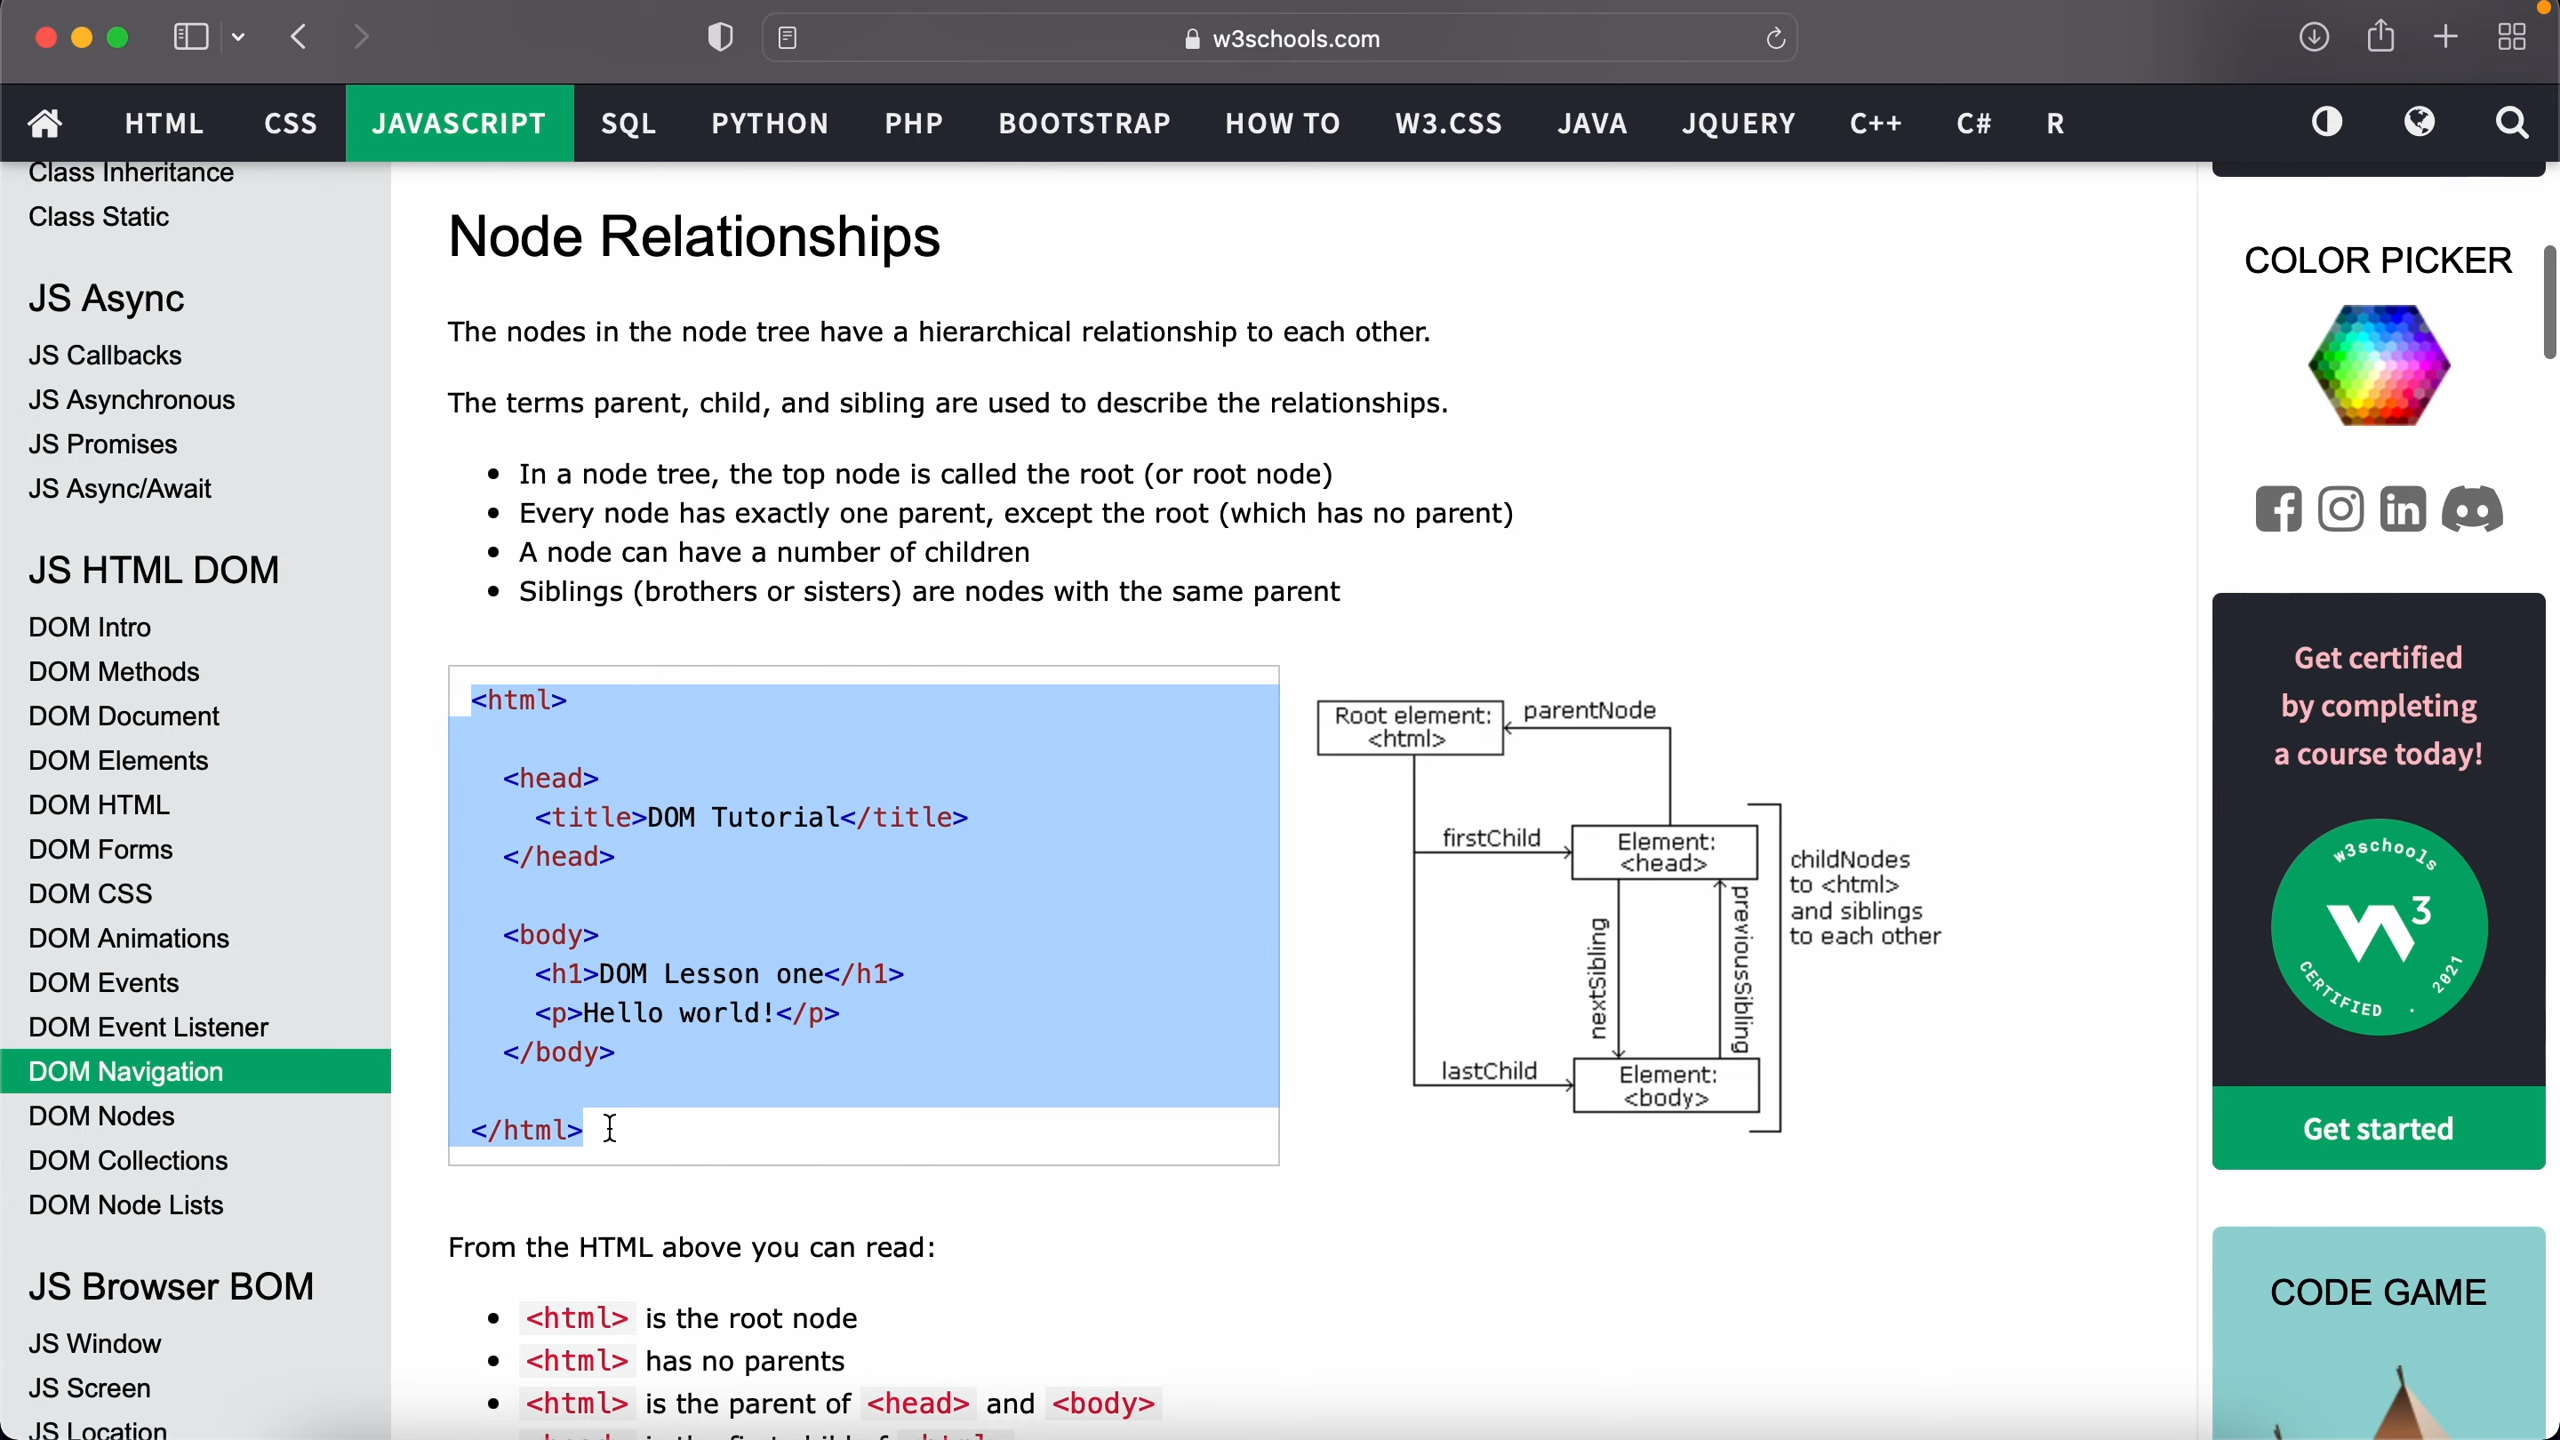 w3schools.com
HTML CSS JAVASCRIPT SQL PYTHON PHP BOOTSTRAP HOW TO W3.CSS JAVA JQUERY C++ C# R
Class Inheritance
Class Static
JS Async
JS Callbacks
JS Asynchronous
JS Promises
JS Async/Await
JS HTML DOM
DOM Intro
DOM Methods
DOM Document
DOM Elements
DOM HTML
DOM Forms
DOM CSS
DOM Animations
DOM Events
DOM Event Listener
DOM Navigation
DOM Nodes
DOM Collections
DOM Node Lists
JS Browser BOM
JS Window
JS Screen
JS Location
Node Relationships
The nodes in the node tree have a hierarchical relationship to each other.
The terms parent, child, and sibling are used to describe the relationships.
• In a node tree, the top node is called the root (or root node)
• Every node has exactly one parent, except the root (which has no parent)
• A node can have a number of children
• Siblings (brothers or sisters) are nodes with the same parent
<html>
<head>
<title>DOM Tutorial</title>
</head>
<body>
<h1>DOM Lesson one</h1>
<p>Hello world!</p>
</body>
</html>
Root element:
<html>
parentNode
firstChild
Element:
<head>
childNodes
to <html>
and siblings
to each other
nextSibling
previousSibling
lastChild
Element:
<body>
From the HTML above you can read:
• <html> is the root node
• <html> has no parents
• <html> is the parent of <head> and <body>
COLOR PICKER
in
Get certified
by completing
a course today!
w3schools
W3
CERTIFIED . 2021
Get started
CODE GAME